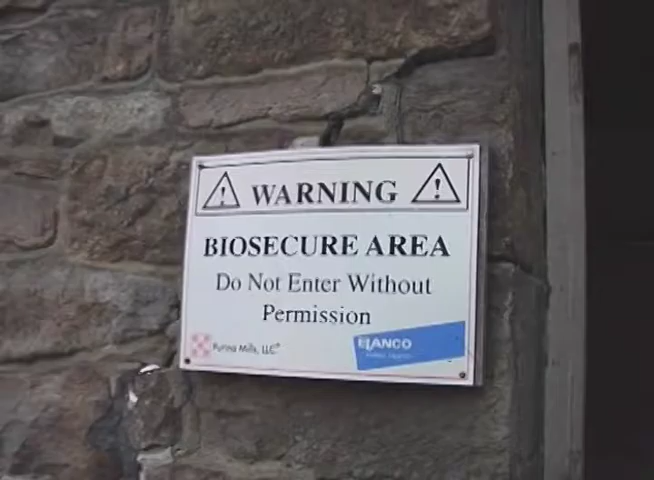 WARNING
BIOSECURE AREA
Do Not Enter Without
Permission
Purina Mills, LLC®
ELANCO